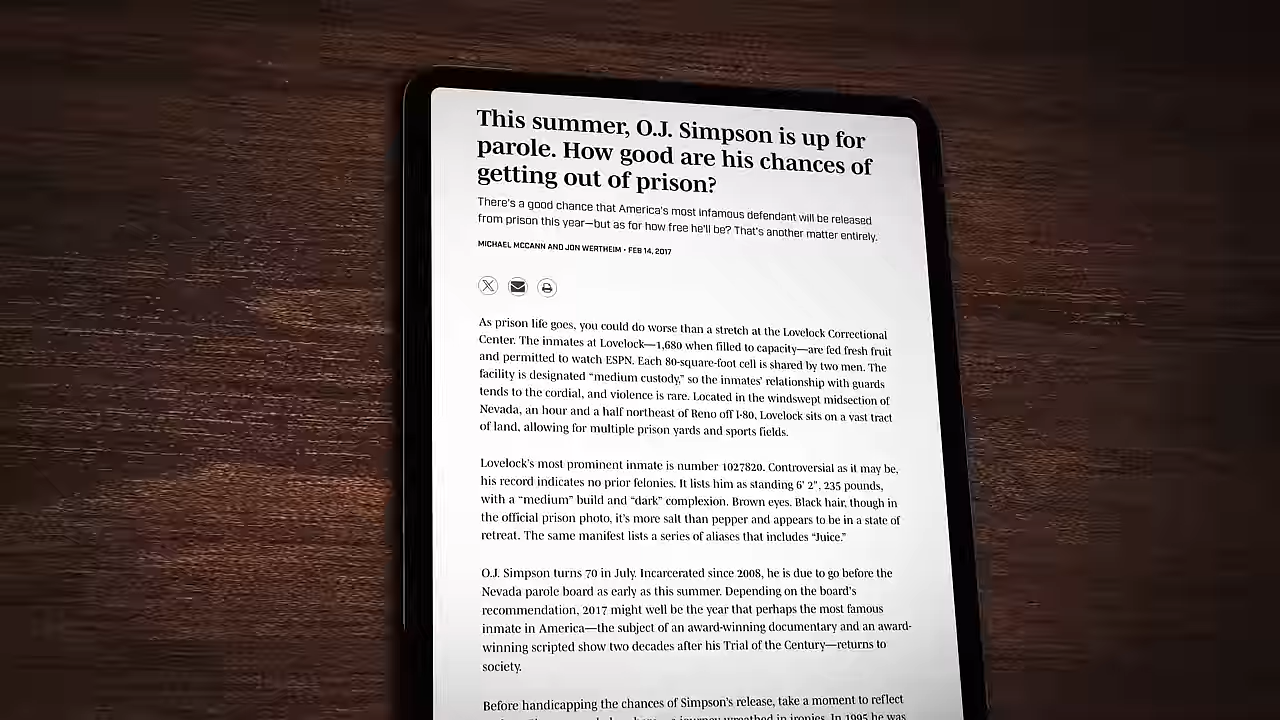 This summer, O.J. Simpson is up for
parole. How good are his chances of
getting out of prison?
There's a good chance that America's most infamous defendant will be released
from prison this year—but as for how free he'll be? That's another matter entirely.
MICHAEL MCCANN AND JON WERTHEIM • FEB 14, 2017
As prison life goes, you could do worse than a stretch at the Lovelock Correctional
Center. The inmates at Lovelock—1,680 when filled to capacity—are fed fresh fruit
and permitted to watch ESPN. Each 80-square-foot cell is shared by two men. The
facility is designated “medium custody,” so the inmates' relationship with guards
tends to the cordial, and violence is rare. Located in the windswept midsection of
Nevada, an hour and a half northeast of Reno off I-80, Lovelock sits on a vast tract
of land, allowing for multiple prison yards and sports fields.
Lovelock's most prominent inmate is number 1027820. Controversial as it may be,
his record indicates no prior felonies. It lists him as standing 6' 2", 235 pounds,
with a “medium” build and “dark” complexion. Brown eyes. Black hair, though in
the official prison photo, it's more salt than pepper and appears to be in a state of
retreat. The same manifest lists a series of aliases that includes “Juice.”
O.J. Simpson turns 70 in July. Incarcerated since 2008, he is due to go before the
Nevada parole board as early as this summer. Depending on the board's
recommendation, 2017 might well be the year that perhaps the most famous
inmate in America—the subject of an award-winning documentary and an award-
winning scripted show two decades after his Trial of the Century—returns to
society.
Before handicapping the chances of Simpson's release, take a moment to reflect
a journey wreathed in ironies. In 1995 he was